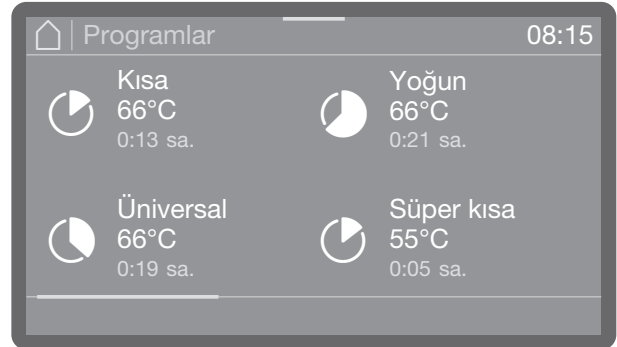 Programlar 08:15
Kısa
66°C
0:13 sa.
Yoğun
66°C
0:21 sa.
Üniversal
66°C
0:19 sa.
Süper kısa
55°C
0:05 sa.